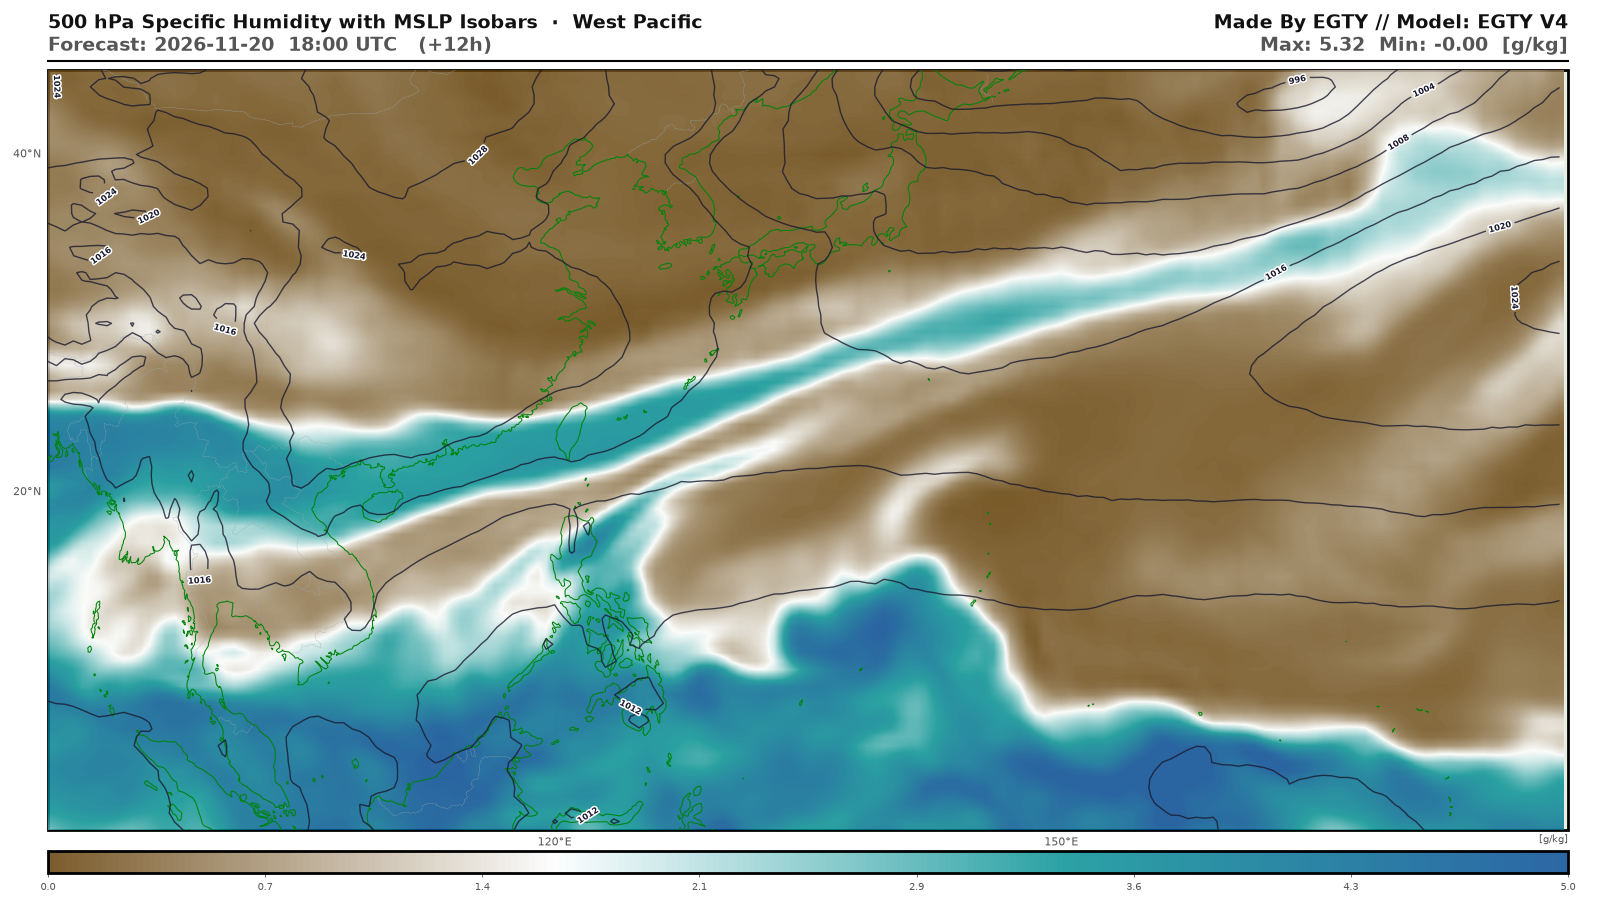 500 hPa Specific Humidity with MSLP Isobars · West Pacific
Made By EGTY // Model: EGTY V4
Forecast: 2026-11-20 18:00 UTC (+12h)
Max: 5.32 Min: -0.00 [g/kg]
1024
996
1004
1008
40°N
1028
1024
1020
1020
1016
1024
1016
1024
1016
20°N
1016
1012
1012
120°E
150°E
[g/kg]
0.0
0.7
1.4
2.1
2.9
3.6
4.3
5.0